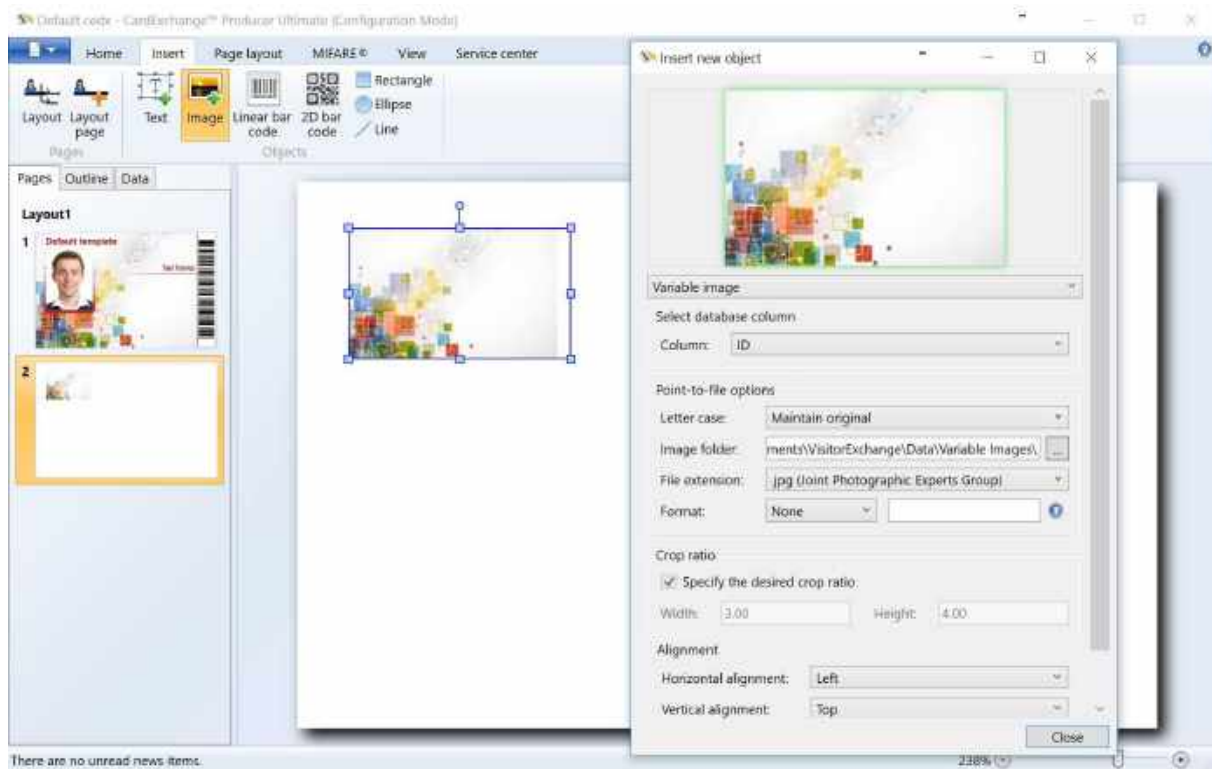 Default code - CardExchange™ Producer Ultimate (Configuration Mode)
Home Insert Page layout MIFARE® View Service center
Layout Layout page Text Image Linear bar code 2D bar code
Rectangle
Ellipse
Line
Pages Objects
Pages Outline Data
Layout1
1 Default template
2
There are no unread news items.
238%
Insert new object
Variable image
Select database column
Column: ID
Point-to-file options
Letter case: Maintain original
Image folder: ments\VisitorExchange\Data\Variable Images\ ...
File extension: .jpg (Joint Photographic Experts Group)
Format: None
Crop ratio
Specify the desired crop ratio
Width: 3.00 Height: 4.00
Alignment
Horizontal alignment: Left
Vertical alignment: Top
Close